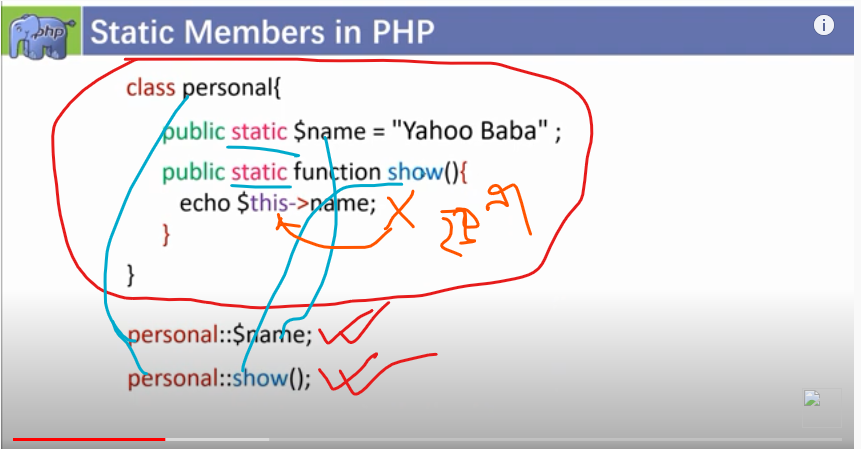 php
Static Members in PHP
class personal{
public static $name = "Yahoo Baba" ;
public static function show(){
echo $this->name;
}
}
personal::$name;
personal::show();